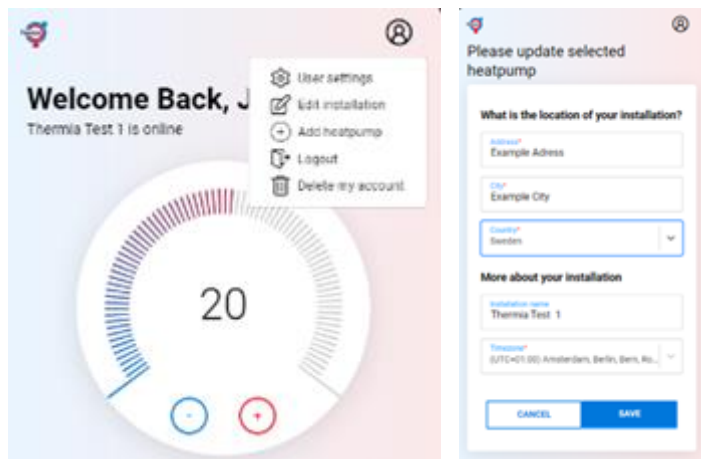 User settings
Edit installation
Add heatpump
Logout
Delete my account
Welcome Back, J
Thermia Test 1 is online
20
-
+
Please update selected
heatpump
What is the location of your installation?
Address*
Example Adress
City*
Example City
Country*
Sweden
More about your installation
Installation name
Thermia Test 1
Timezone*
(UTC+01:00) Amsterdam, Berlin, Bern, Ro...
CANCEL
SAVE